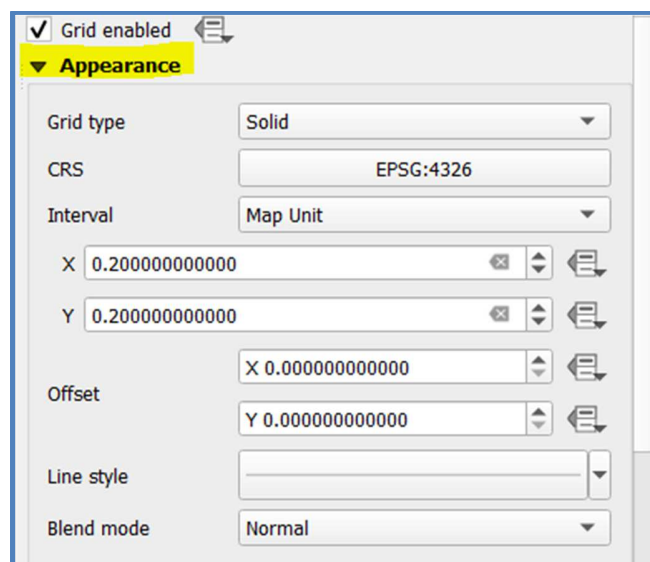 Grid enabled
Appearance
Grid type Solid
CRS EPSG:4326
Interval Map Unit
X 0.200000000000
Y 0.200000000000
Offset
X 0.000000000000
Y 0.000000000000
Line style
Blend mode Normal